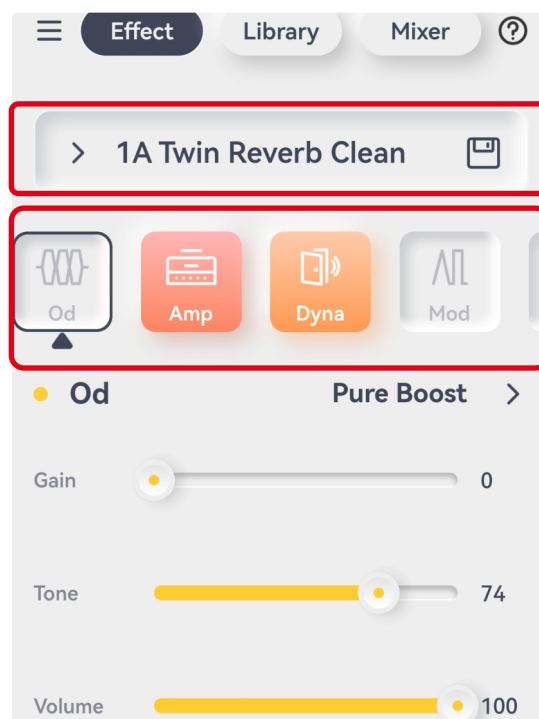 Effect Library Mixer ?
1A Twin Reverb Clean
Od Amp Dyna Mod
Od Pure Boost
Gain 0
Tone 74
Volume 100